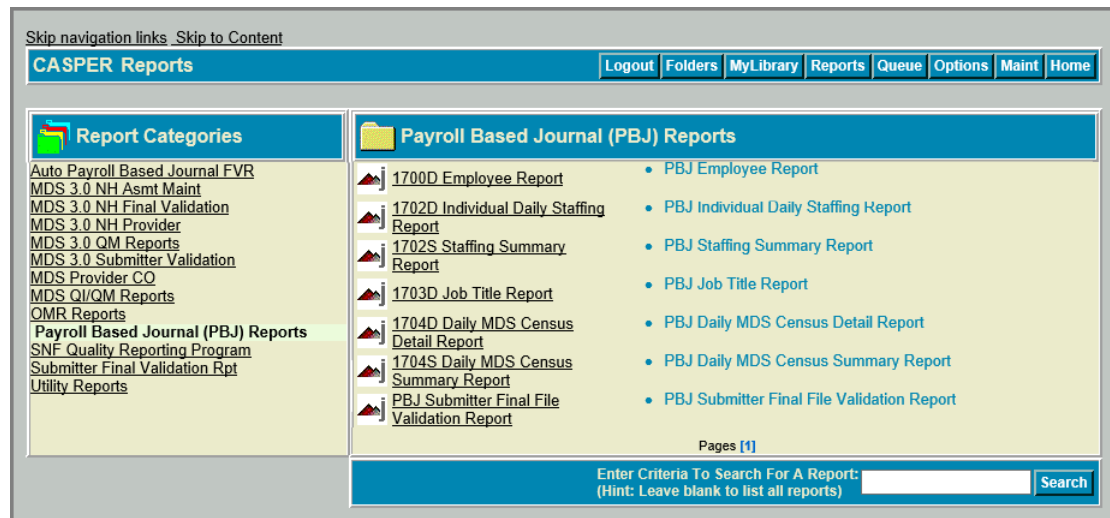 Skip navigation links Skip to Content
CASPER Reports
Logout Folders MyLibrary Reports Queue Options Maint Home
Report Categories
Auto Payroll Based Journal FVR
MDS 3.0 NH Asmt Maint
MDS 3.0 NH Final Validation
MDS 3.0 NH Provider
MDS 3.0 QM Reports
MDS 3.0 Submitter Validation
MDS Provider CO
MDS QI/QM Reports
OMR Reports
Payroll Based Journal (PBJ) Reports
SNF Quality Reporting Program
Submitter Final Validation Rpt
Utility Reports
Payroll Based Journal (PBJ) Reports
1700D Employee Report
• PBJ Employee Report
1702D Individual Daily Staffing
Report
• PBJ Individual Daily Staffing Report
1702S Staffing Summary
Report
• PBJ Staffing Summary Report
1703D Job Title Report
• PBJ Job Title Report
1704D Daily MDS Census
Detail Report
• PBJ Daily MDS Census Detail Report
1704S Daily MDS Census
Summary Report
• PBJ Daily MDS Census Summary Report
PBJ Submitter Final File
Validation Report
• PBJ Submitter Final File Validation Report
Pages [1]
Enter Criteria To Search For A Report:
(Hint: Leave blank to list all reports)
Search